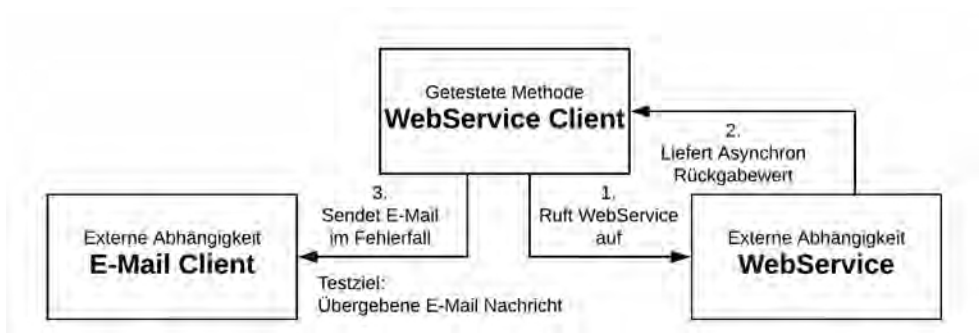 Getestete Methode
WebService Client
2.
Liefert Asynchron
Rückgabewert
3.
Sendet E-Mail
im Fehlerfall
1.
Ruft WebService
auf
Externe Abhängigkeit
E-Mail Client
Externe Abhängigkeit
WebService
Testziel:
Übergebene E-Mail Nachricht